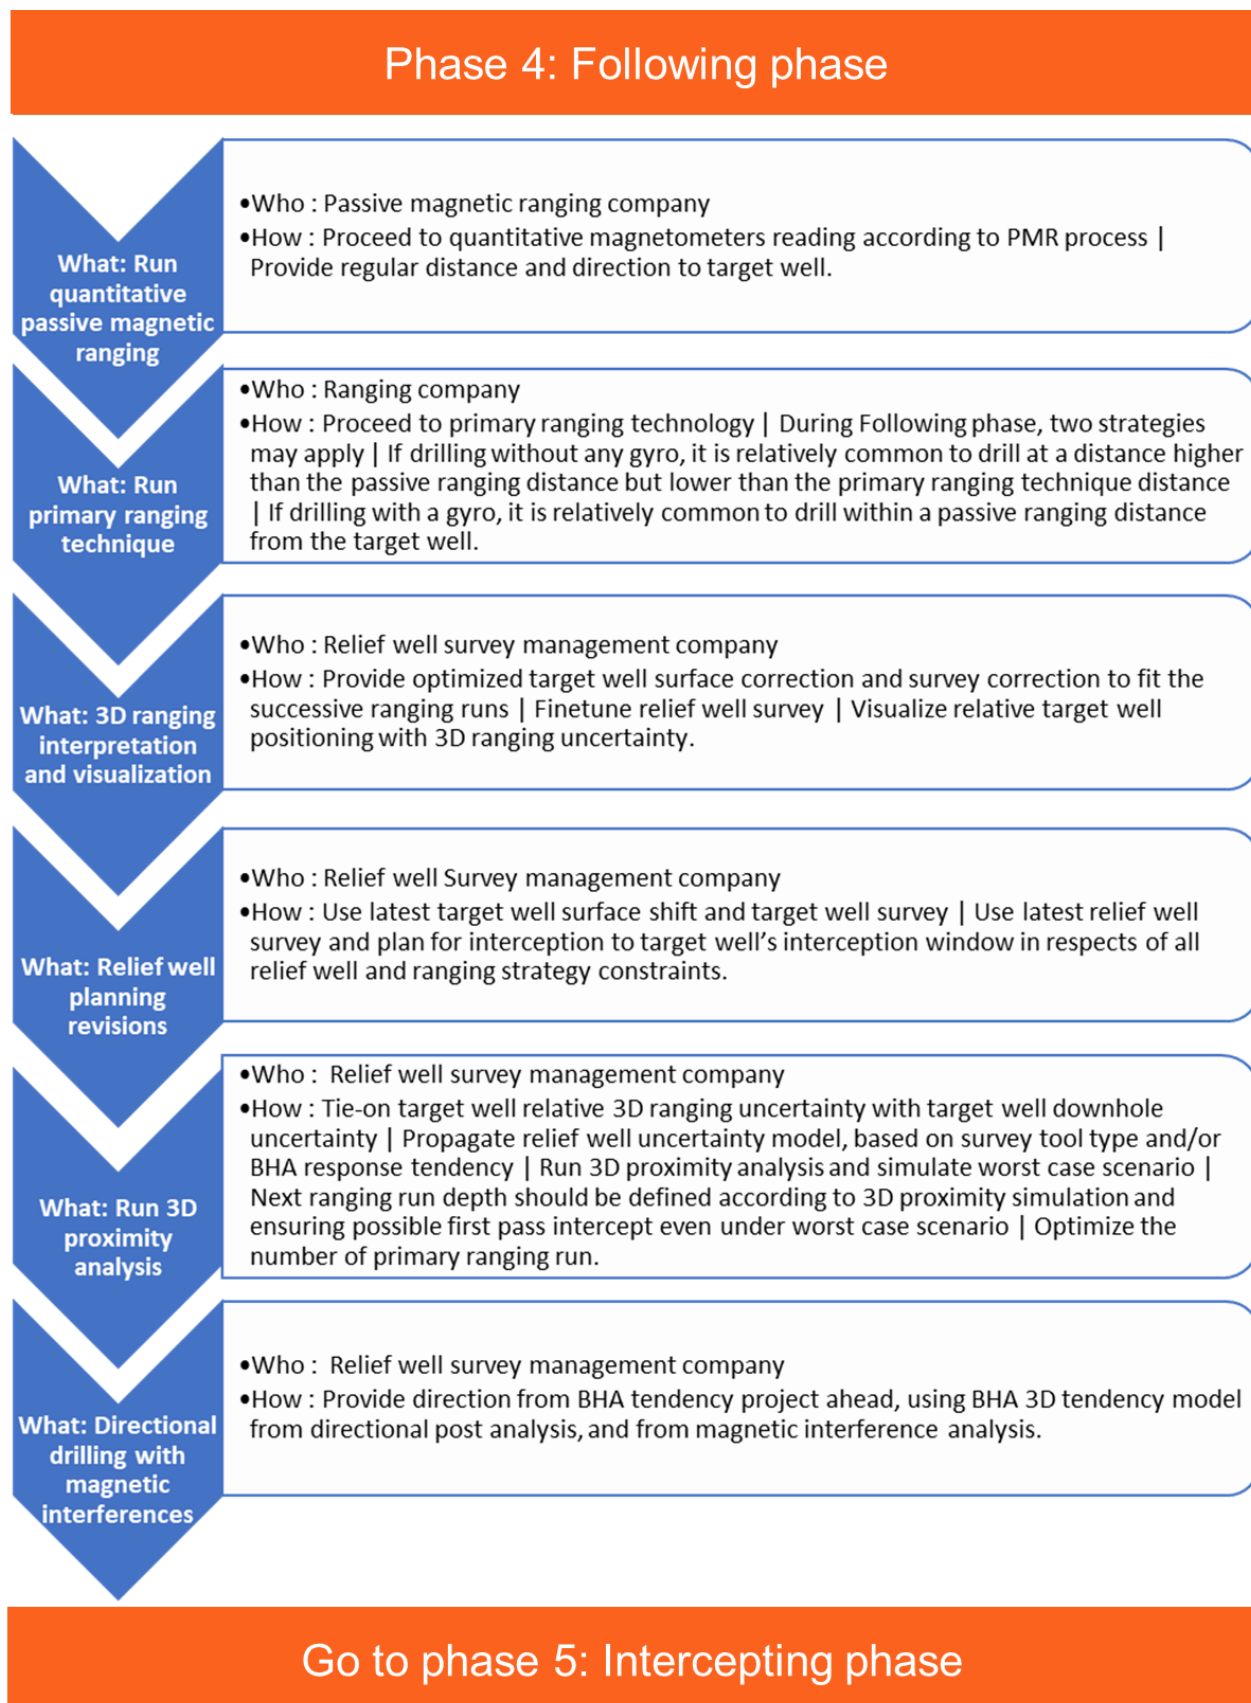 Phase 4: Following phase
What: Run
quantitative
passive magnetic
ranging
•Who : Passive magnetic ranging company
•How : Proceed to quantitative magnetometers reading according to PMR process |
Provide regular distance and direction to target well.
What: Run
primary ranging
technique
•Who : Ranging company
•How : Proceed to primary ranging technology | During Following phase, two strategies
may apply | If drilling without any gyro, it is relatively common to drill at a distance higher
than the passive ranging distance but lower than the primary ranging technique distance
| If drilling with a gyro, it is relatively common to drill within a passive ranging distance
from the target well.
What: 3D ranging
interpretation
and visualization
•Who : Relief well survey management company
•How : Provide optimized target well surface correction and survey correction to fit the
successive ranging runs | Finetune relief well survey | Visualize relative target well
positioning with 3D ranging uncertainty.
What: Relief well
planning
revisions
•Who : Relief well Survey management company
•How : Use latest target well surface shift and target well survey | Use latest relief well
survey and plan for interception to target well’s interception window in respects of all
relief well and ranging strategy constraints.
What: Run 3D
proximity
analysis
•Who :  Relief well survey management company
•How : Tie-on target well relative 3D ranging uncertainty with target well downhole
uncertainty | Propagate relief well uncertainty model, based on survey tool type and/or
BHA response tendency | Run 3D proximity analysis and simulate worst case scenario |
Next ranging run depth should be defined according to 3D proximity simulation and
ensuring possible first pass intercept even under worst case scenario | Optimize the
number of primary ranging run.
What: Directional
drilling with
magnetic
interferences
•Who :  Relief well survey management company
•How : Provide direction from BHA tendency project ahead, using BHA 3D tendency model
from directional post analysis, and from magnetic interference analysis.
Go to phase 5: Intercepting phase